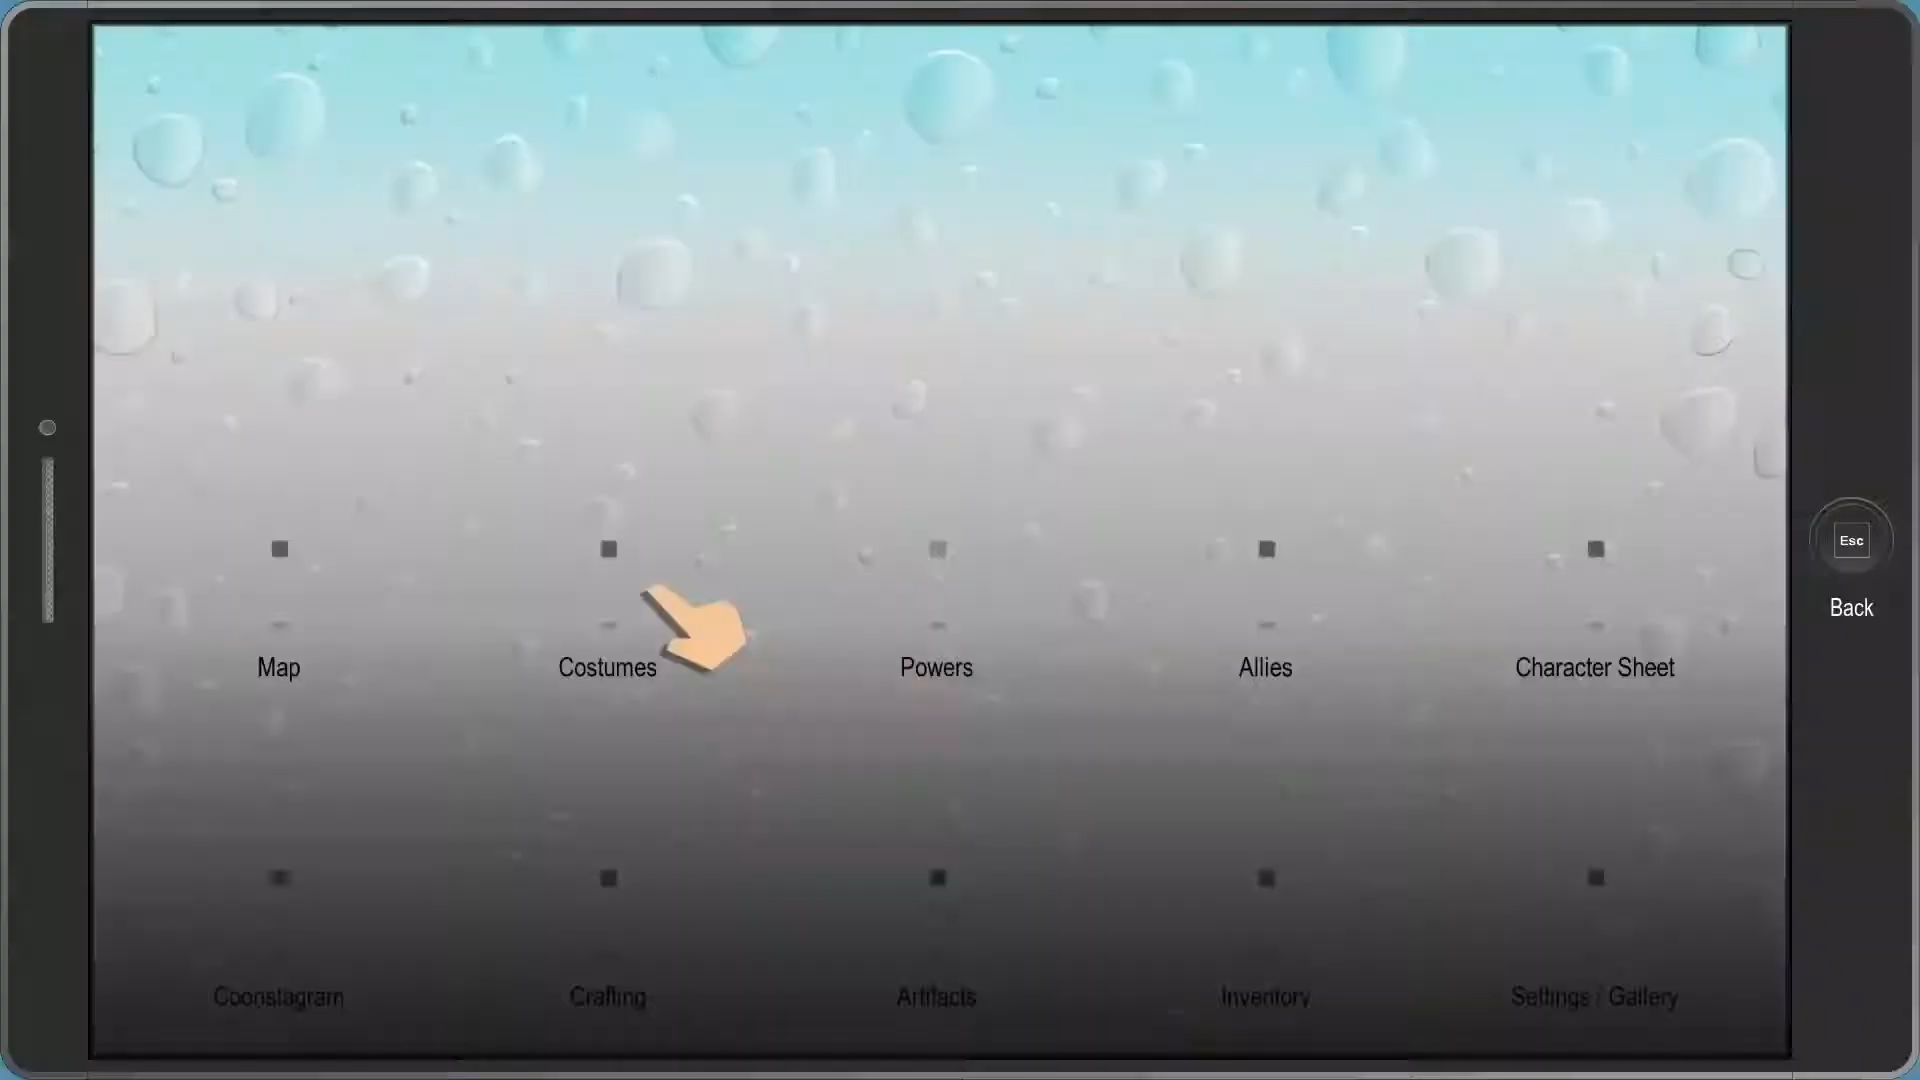 Esc
Back
Map
Costumes
Powers
Allies
Character Sheet
Coonstagram
Crafting
Artifacts
Inventory
Settings / Gallery